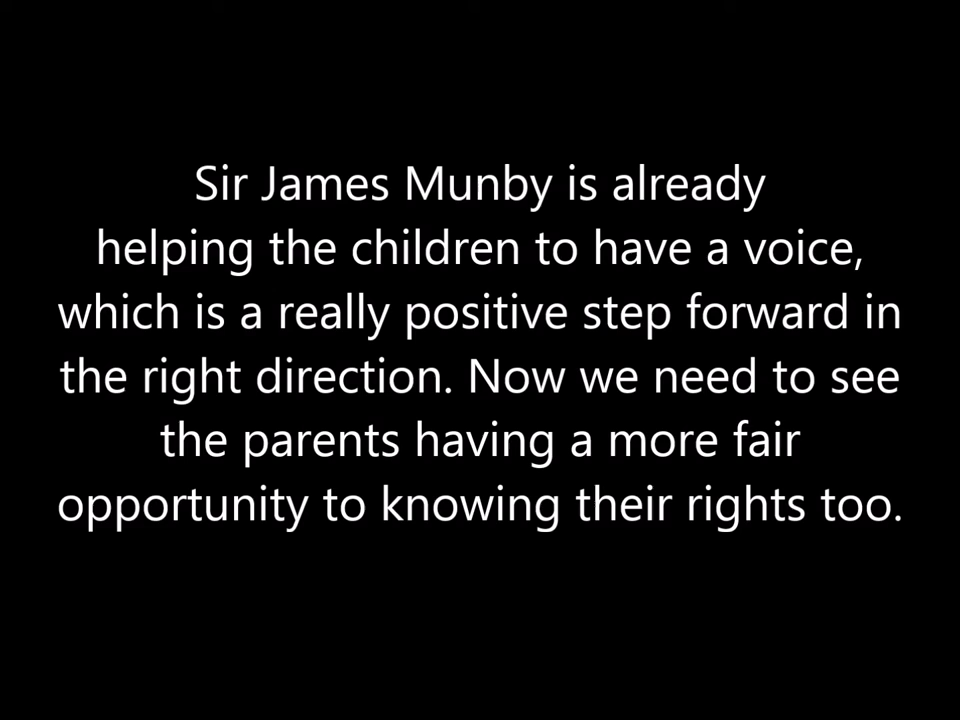 Sir James Munby is already
helping the children to have a voice,
which is a really positive step forward in
the right direction. Now we need to see
the parents having a more fair
opportunity to knowing their rights too.